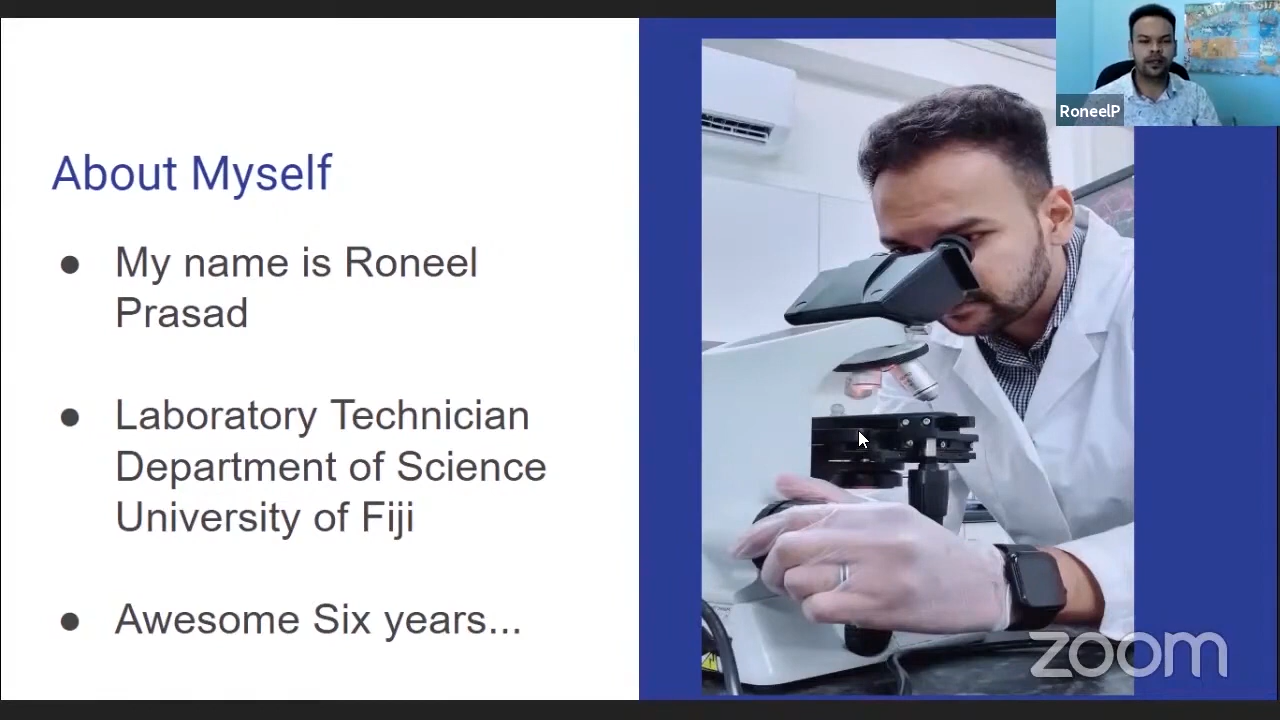 RoneelP
About Myself
● My name is Roneel
Prasad
● Laboratory Technician
Department of Science
University of Fiji
● Awesome Six years...
zoom